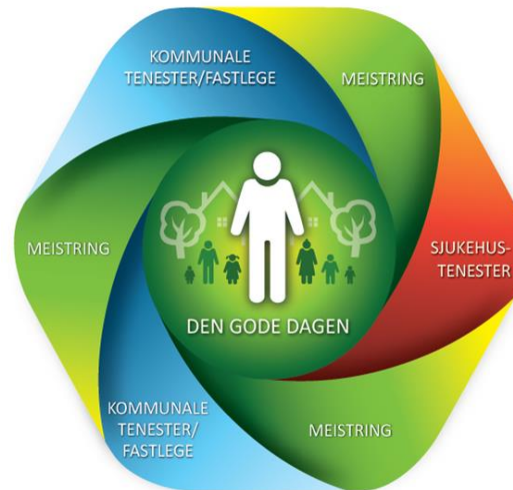 KOMMUNALE
TENESTER/FASTLEGE
MEISTRING
MEISTRING
SJUKEHUS-
TENESTER
DEN GODE DAGEN
KOMMUNALE
TENESTER/
FASTLEGE
MEISTRING